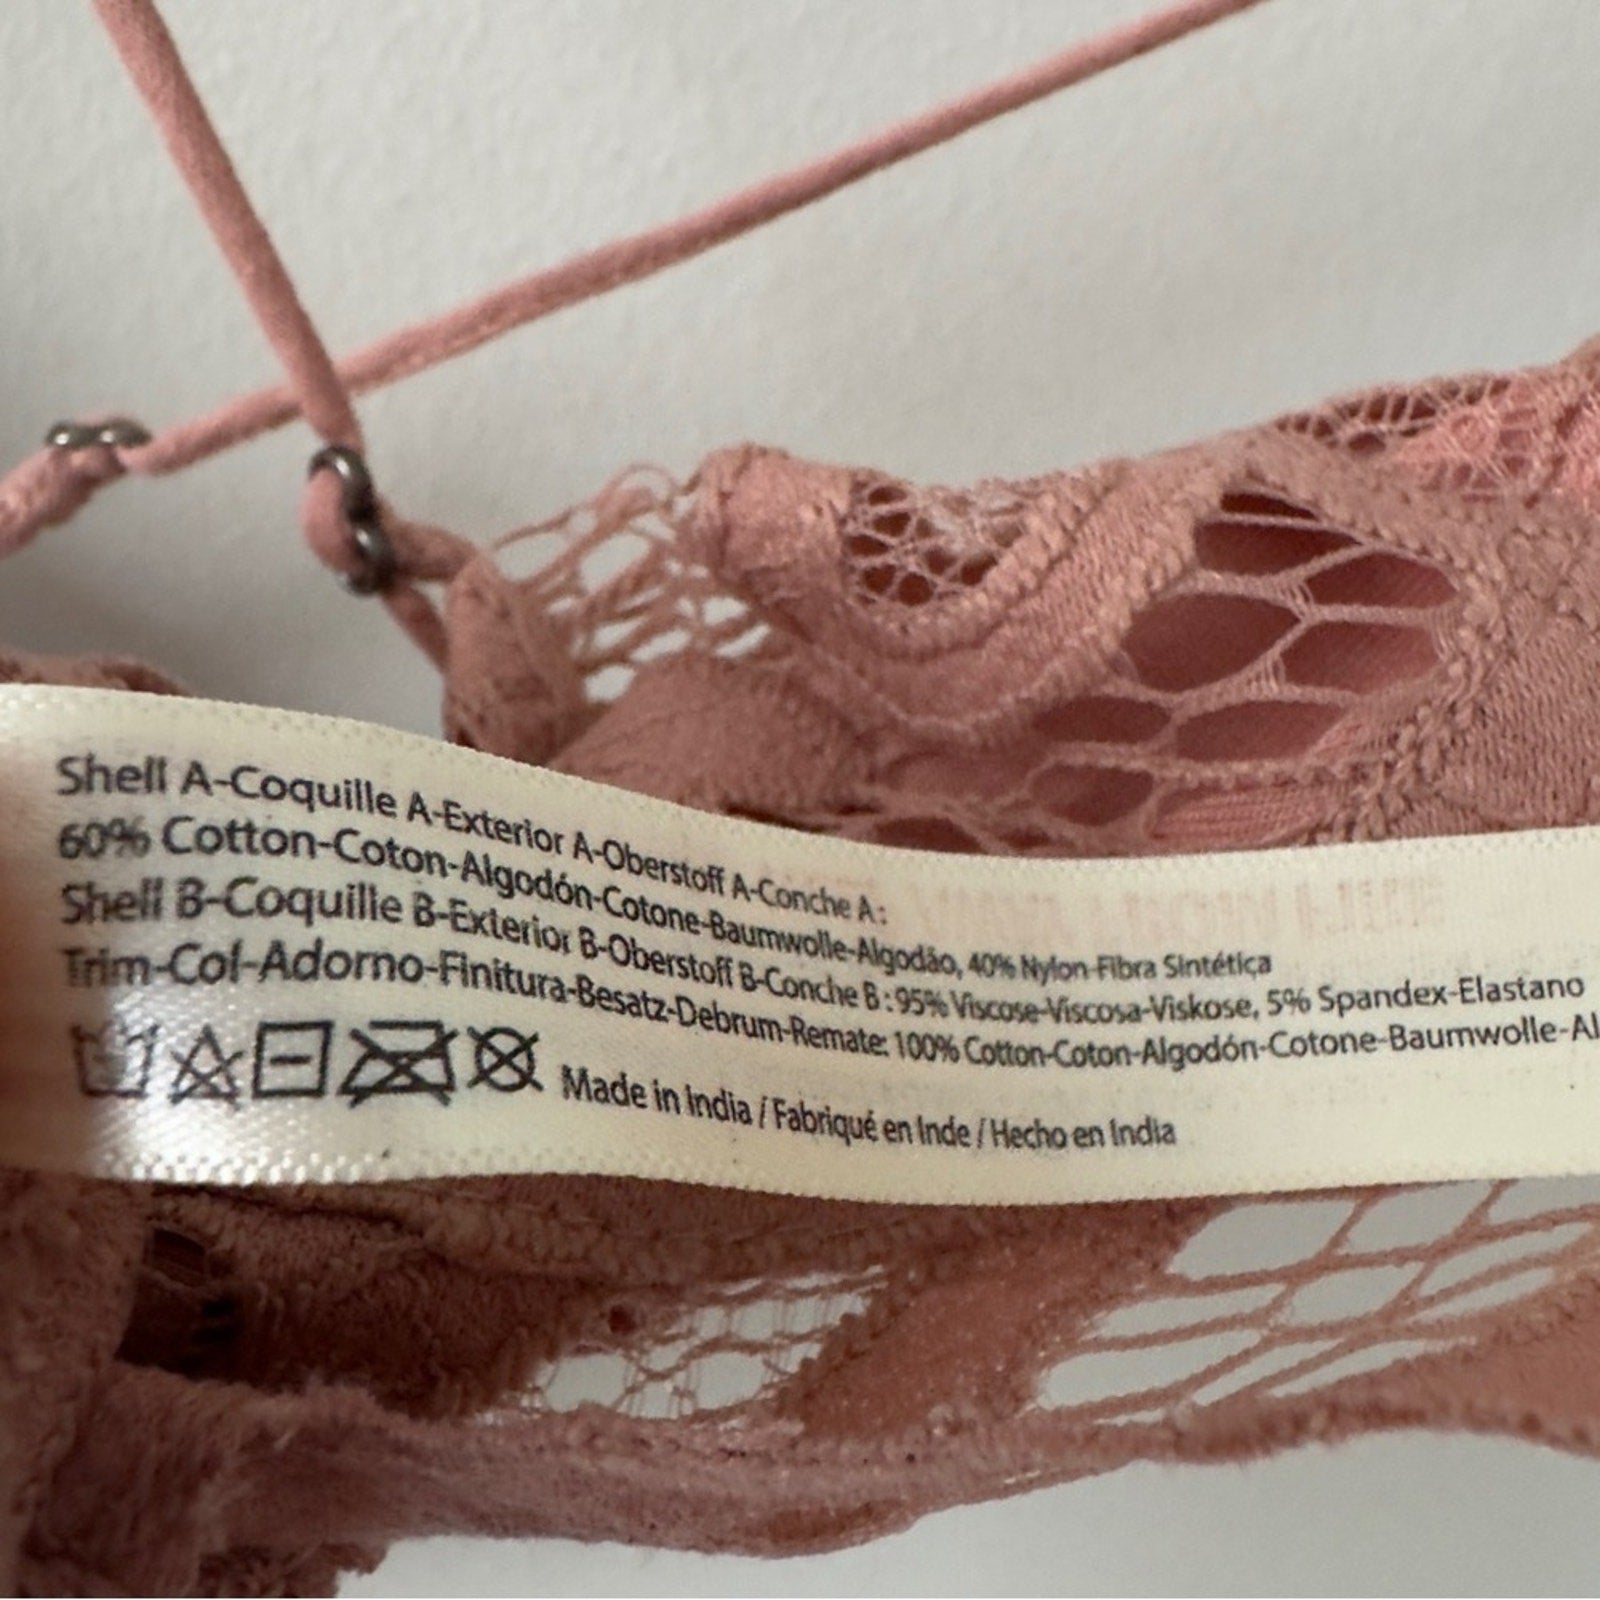 Shell A-Coquille A-Exterior A-Oberstoff A-Conche A :
60% Cotton-Coton-Algodón-Cotone-Baumwolle-Algodão, 40% Nylon-Fibra Sintética
Shell B-Coquille B-Exterior B-Oberstoff B-Conche B : 95% Viscose-Viscosa-Viskose, 5% Spandex-Elastano
Trim-Col-Adorno-Finitura-Besatz-Debrum-Remate: 100% Cotton-Coton-Algodón-Cotone-Baumwolle-Al
Made in India / Fabriqué en Inde / Hecho en India